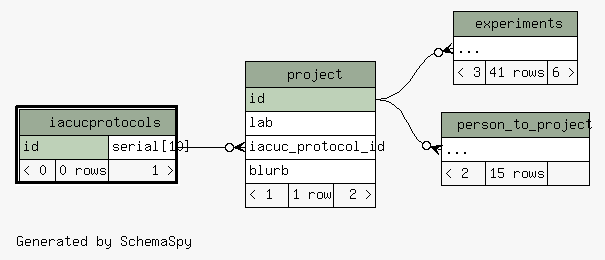 experiments
...
< 3 41 rows 6 >
project
id
lab
iacuc_protocol_id
blurb
< 1 1 row 2 >
person_to_project
...
< 2 15 rows
iacucprotocols
id serial[10]
< 0 0 rows 1 >
Generated by SchemaSpy